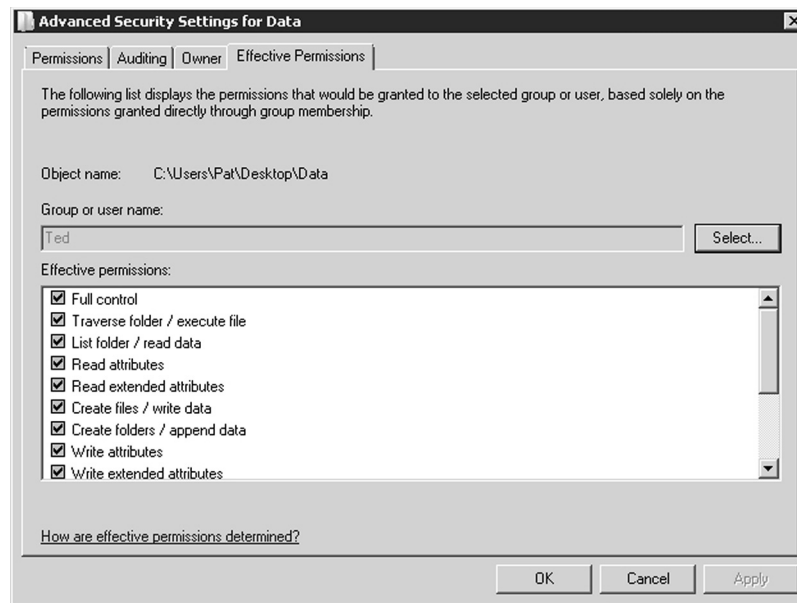 Advanced Security Settings for Data
Permissions Auditing Owner Effective Permissions
The following list displays the permissions that would be granted to the selected group or user, based solely on the
permissions granted directly through group membership.
Object name: C:\Users\Pat\Desktop\Data
Group or user name:
Ted
Select...
Effective permissions:
Full control
Traverse folder / execute file
List folder / read data
Read attributes
Read extended attributes
Create files / write data
Create folders / append data
Write attributes
Write extended attributes
How are effective permissions determined?
OK Cancel Apply